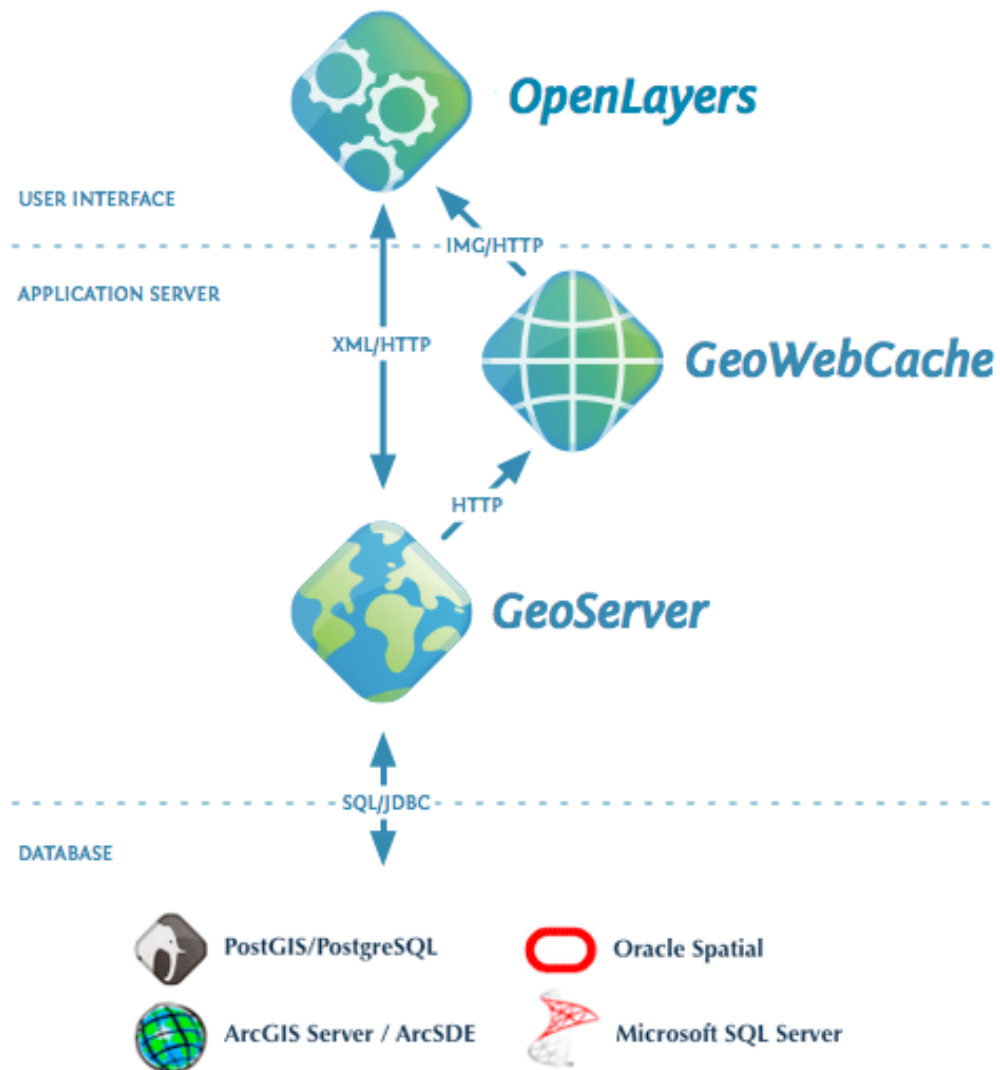 OpenLayers
USER INTERFACE
IMG/HTTP
APPLICATION SERVER
XML/HTTP
GeoWebCache
HTTP
GeoServer
SQL/JDBC
DATABASE
PostGIS/PostgreSQL
Oracle Spatial
ArcGIS Server / ArcSDE
Microsoft SQL Server